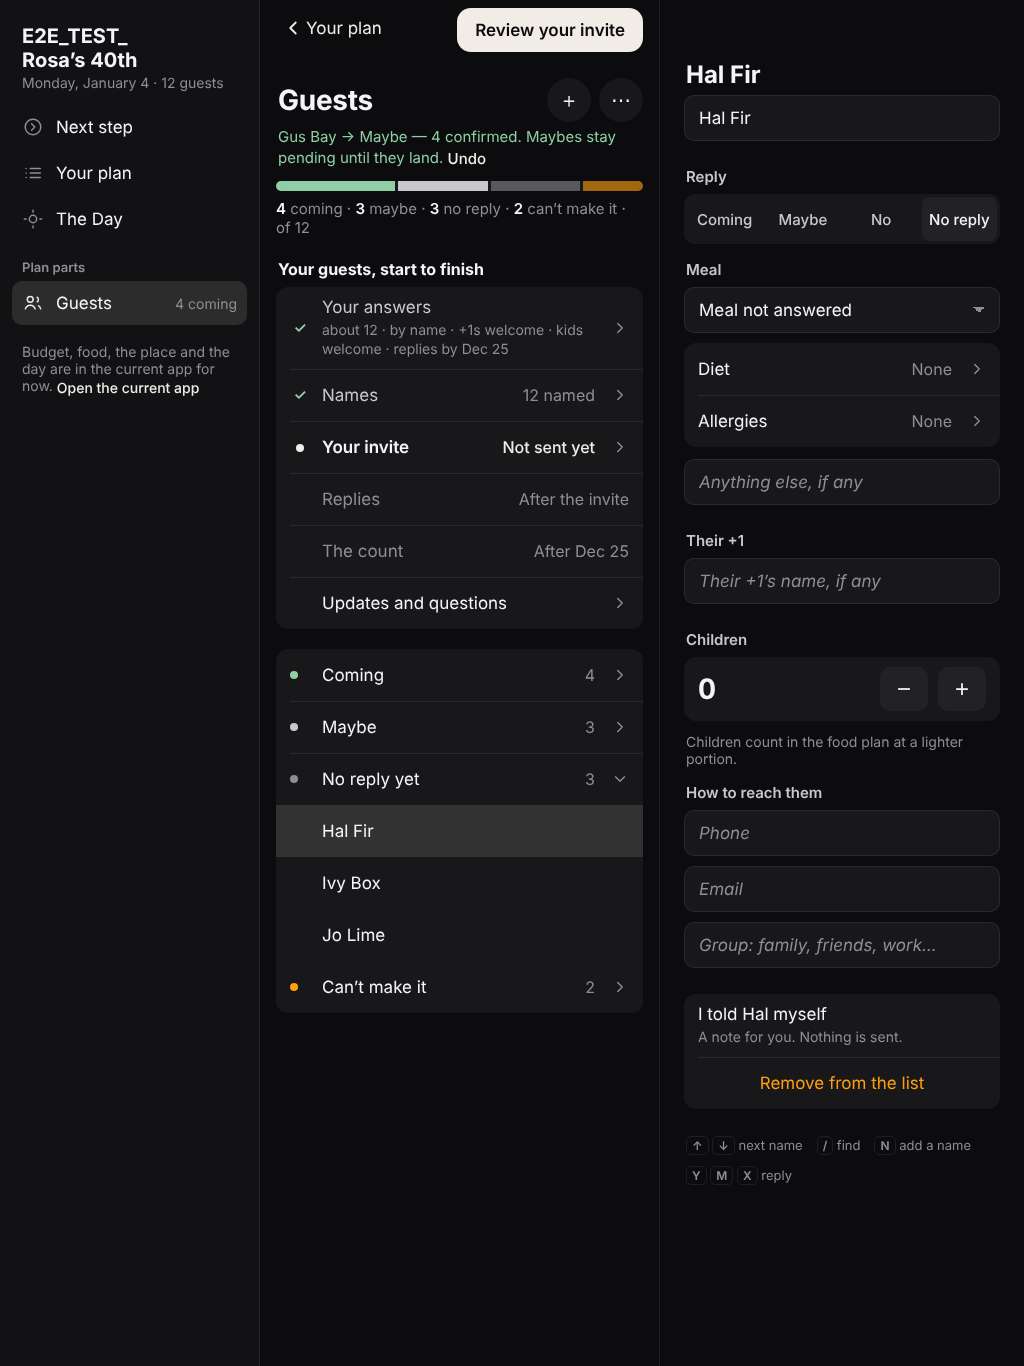 E2E_TEST_
Rosa’s 40th
Monday, January 4 · 12 guests
Next step
Your plan
The Day
Plan parts
Guests 4 coming
Budget, food, the place and the
day are in the current app for
now. Open the current app
Your plan
Review your invite
Guests
+ ···
Gus Bay → Maybe — 4 confirmed. Maybes stay
pending until they land. Undo
4 coming · 3 maybe · 3 no reply · 2 can’t make it ·
of 12
Your guests, start to finish
Your answers
about 12 · by name · +1s welcome · kids
welcome · replies by Dec 25
Names 12 named
Your invite Not sent yet
Replies After the invite
The count After Dec 25
Updates and questions
Coming 4
Maybe 3
No reply yet 3
Hal Fir
Ivy Box
Jo Lime
Can’t make it 2
Hal Fir
Hal Fir
Reply
Coming Maybe No No reply
Meal
Meal not answered
Diet None
Allergies None
Anything else, if any
Their +1
Their +1’s name, if any
Children
0 − +
Children count in the food plan at a lighter
portion.
How to reach them
Phone
Email
Group: family, friends, work…
I told Hal myself
A note for you. Nothing is sent.
Remove from the list
↑ ↓ next name / find N add a name
Y M X reply